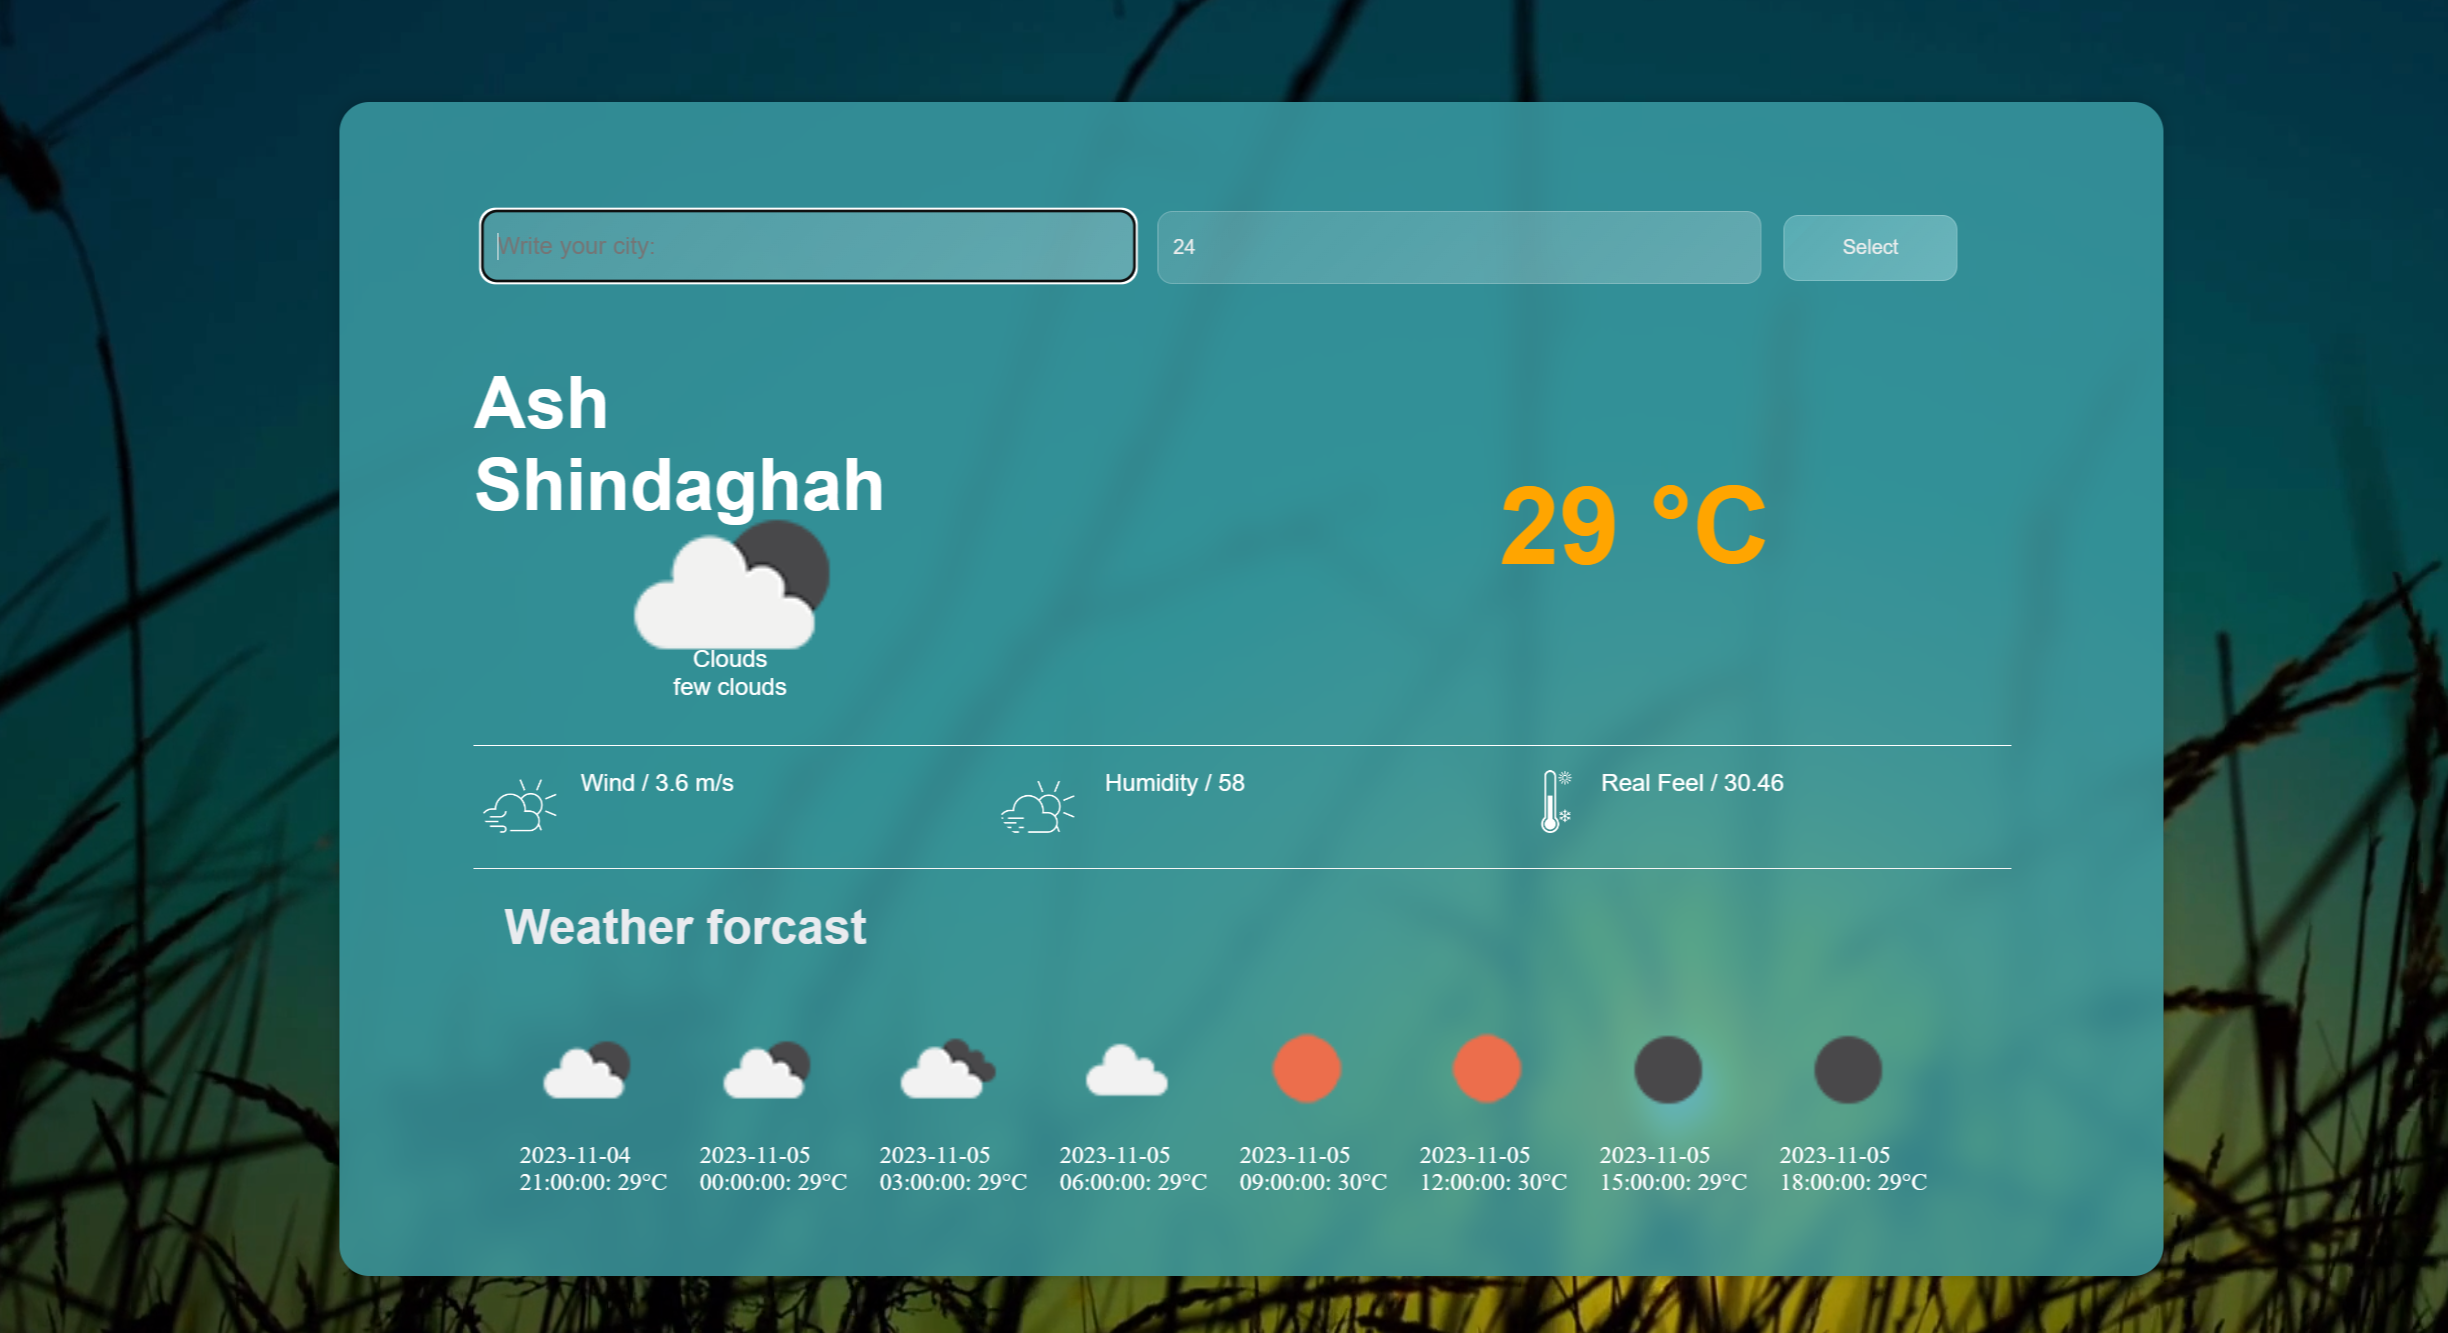 Write your city:
24
Select
Ash
Shindaghah
29 °C
Clouds
few clouds
Wind / 3.6 m/s
Humidity / 58
Real Feel / 30.46
Weather forcast
2023-11-04
21:00:00: 29°C
2023-11-05
00:00:00: 29°C
2023-11-05
03:00:00: 29°C
2023-11-05
06:00:00: 29°C
2023-11-05
09:00:00: 30°C
2023-11-05
12:00:00: 30°C
2023-11-05
15:00:00: 29°C
2023-11-05
18:00:00: 29°C